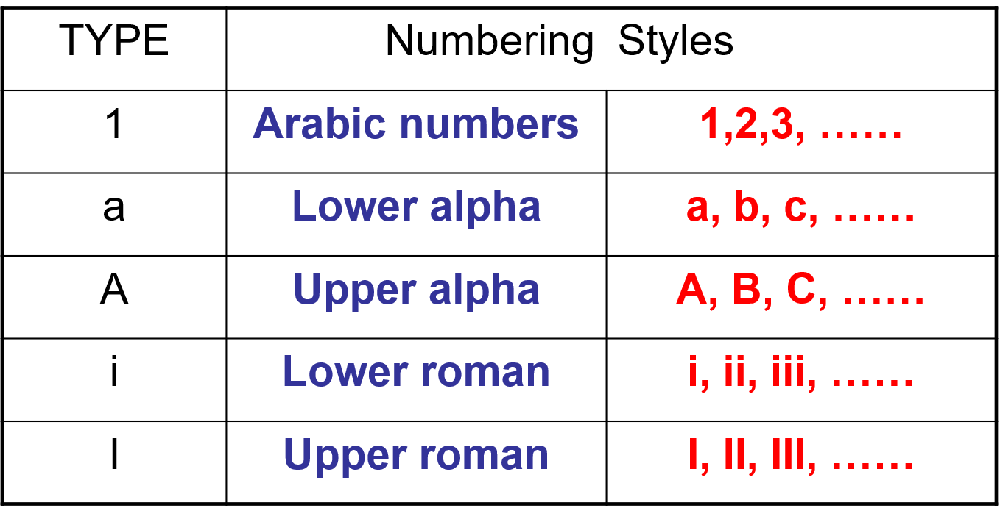 TYPE Numbering Styles
1 Arabic numbers 1,2,3, ......
a Lower alpha a, b, c, ......
A Upper alpha A, B, C, ......
i Lower roman i, ii, iii, ......
I Upper roman I, II, III, ......